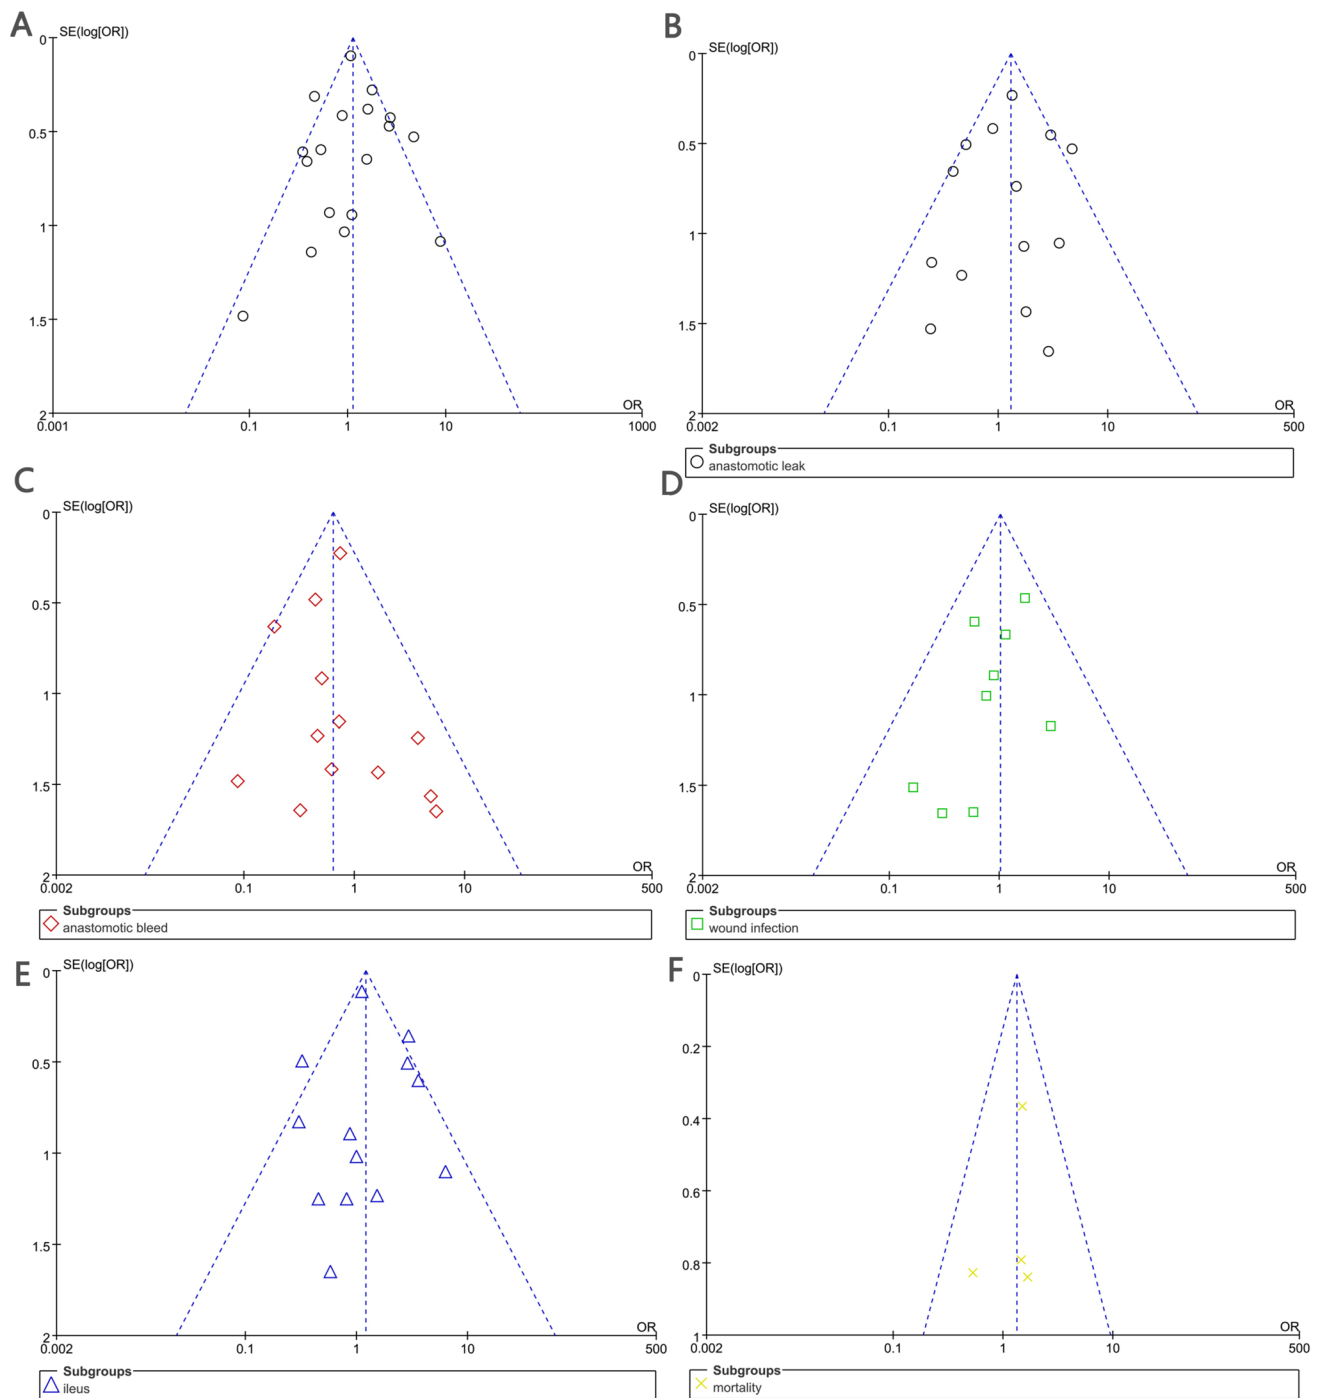 A
SE(log[OR])
0
0.5
1
1.5
2
OR
0.001 0.1 1 10 1000
B
SE(log[OR])
0
0.5
1
1.5
2
OR
0.002 0.1 1 10 500
Subgroups
anastomotic leak
C
SE(log[OR])
0
0.5
1
1.5
2
OR
0.002 0.1 1 10 500
Subgroups
anastomotic bleed
D
SE(log[OR])
0
0.5
1
1.5
2
OR
0.002 0.1 1 10 500
Subgroups
wound infection
E
SE(log[OR])
0
0.5
1
1.5
2
OR
0.002 0.1 1 10 500
Subgroups
ileus
F
SE(log[OR])
0
0.2
0.4
0.6
0.8
1
OR
0.002 0.1 1 10 500
Subgroups
mortality